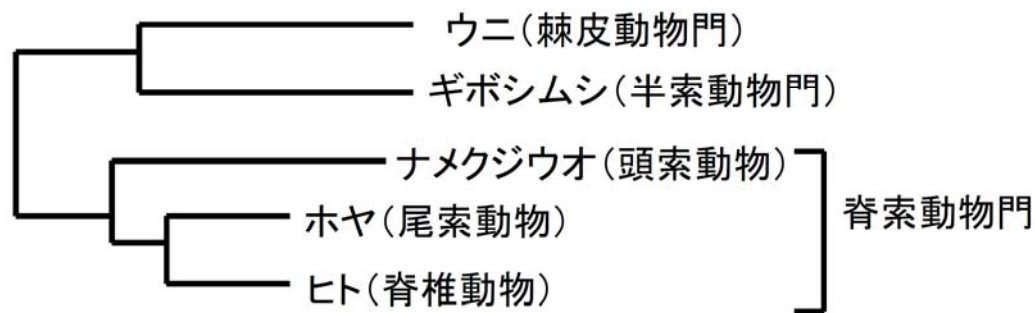 ウニ（棘皮動物門）
ギボシムシ（半索動物門）
ナメクジウオ（頭索動物）
ホヤ（尾索動物）
ヒト（脊椎動物）
脊索動物門